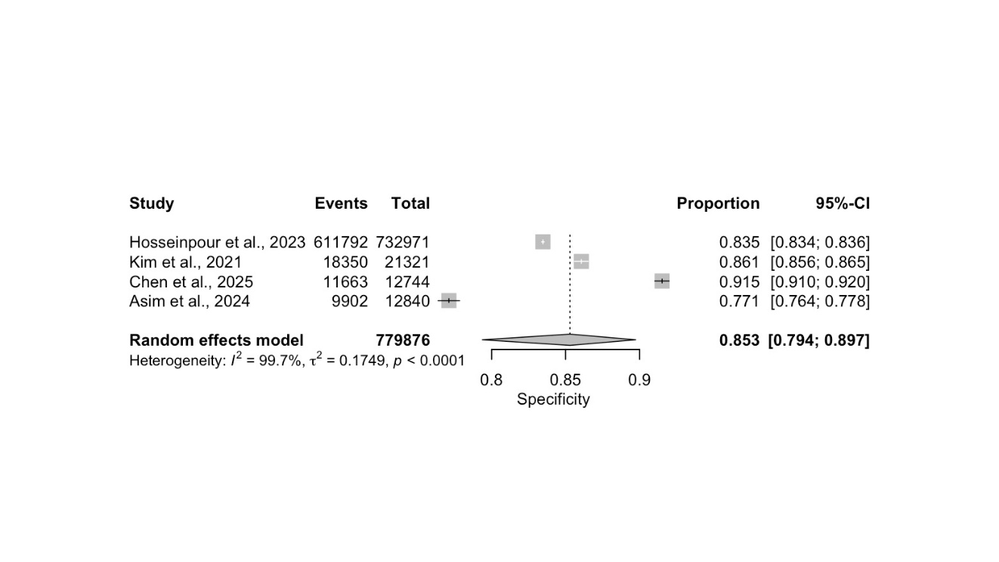 Study Events Total Proportion 95%-CI
Hosseinpour et al., 2023 611792 732971 0.835 [0.834; 0.836]
Kim et al., 2021 18350 21321 0.861 [0.856; 0.865]
Chen et al., 2025 11663 12744 0.915 [0.910; 0.920]
Asim et al., 2024 9902 12840 0.771 [0.764; 0.778]
Random effects model 779876 0.853 [0.794; 0.897]
Heterogeneity: I² = 99.7%, τ² = 0.1749, p < 0.0001
0.8 0.85 0.9
Specificity